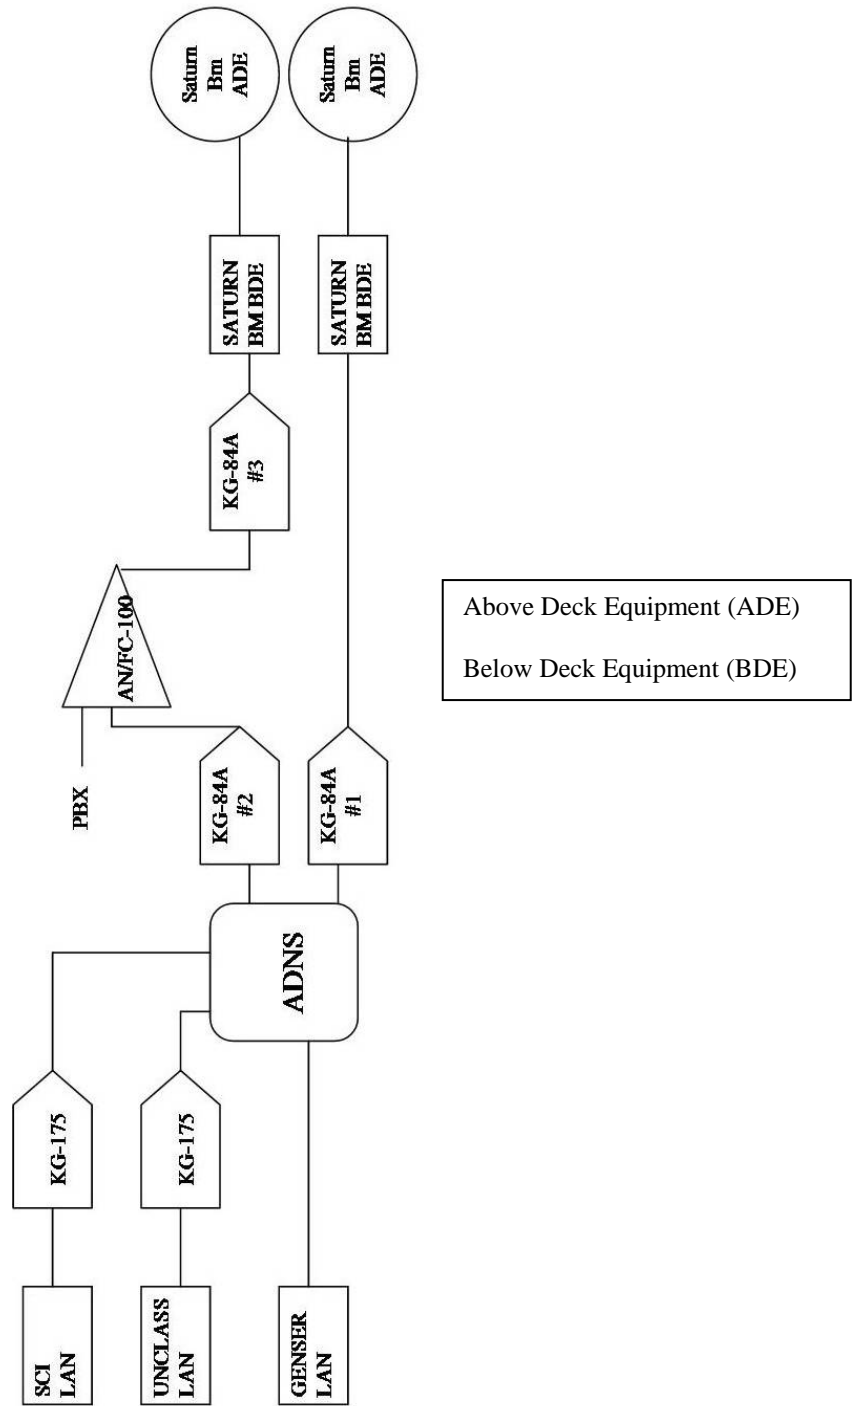 Saturn
Bm
ADE
Saturn
Bm
ADE
SATURN
BM BDE
SATURN
BM BDE
KG-84A
#3
AN/FC-100
Above Deck Equipment (ADE)
Below Deck Equipment (BDE)
PBX
KG-84A
#2
KG-84A
#1
ADNS
KG-175
KG-175
SCI
LAN
UNCLASS
LAN
GENSER
LAN